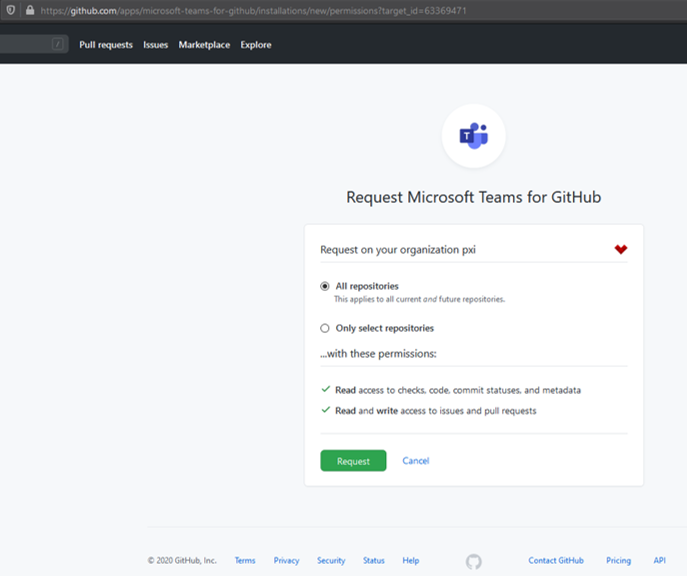 https://github.com/apps/microsoft-teams-for-github/installations/new/permissions?target_id=63369471
/ Pull requests Issues Marketplace Explore
T
Request Microsoft Teams for GitHub
Request on your organization pxi
All repositories
This applies to all current and future repositories.
Only select repositories
...with these permissions:
Read access to checks, code, commit statuses, and metadata
Read and write access to issues and pull requests
Request Cancel
© 2020 GitHub, Inc. Terms Privacy Security Status Help Contact GitHub Pricing API